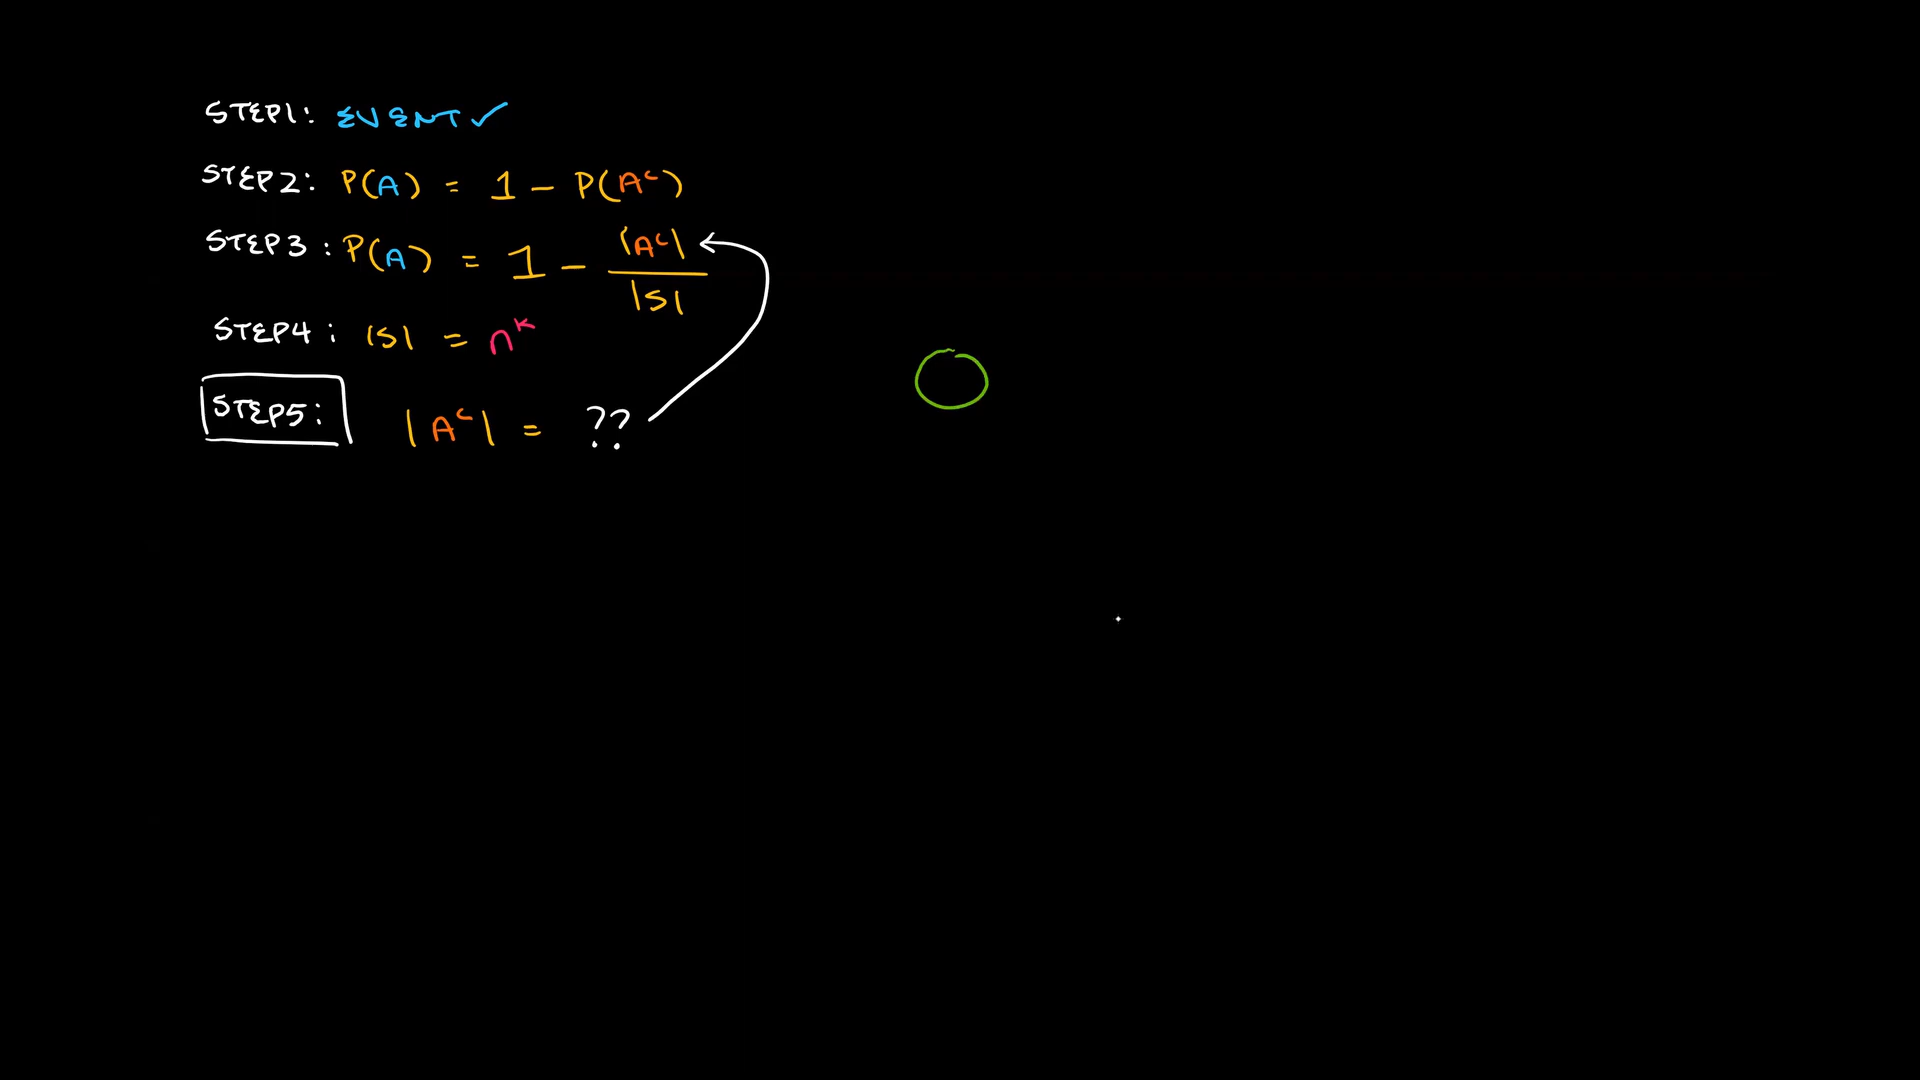 STEP1: EVENT ✓
STEP2: P(A) = 1 - P(Aᶜ)
STEP3: P(A) = 1 - |Aᶜ| / |S|
STEP4: |S| = nᵏ
STEP5: |Aᶜ| = ??